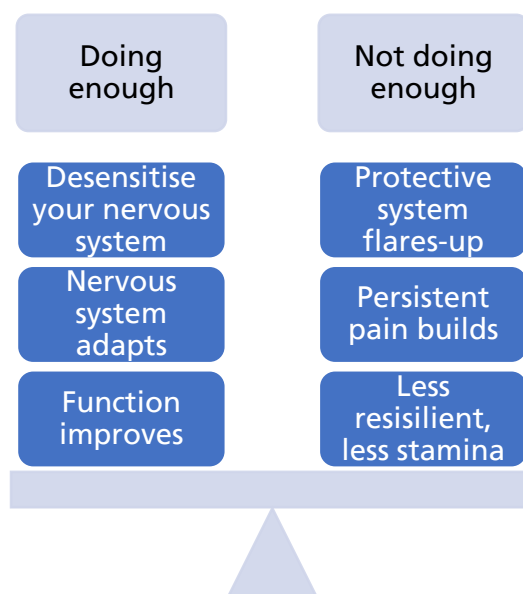 Doing
enough
Not doing
enough
Desensitise
your nervous
system
Protective
system
flares-up
Nervous
system
adapts
Persistent
pain builds
Function
improves
Less
resisilient,
less stamina